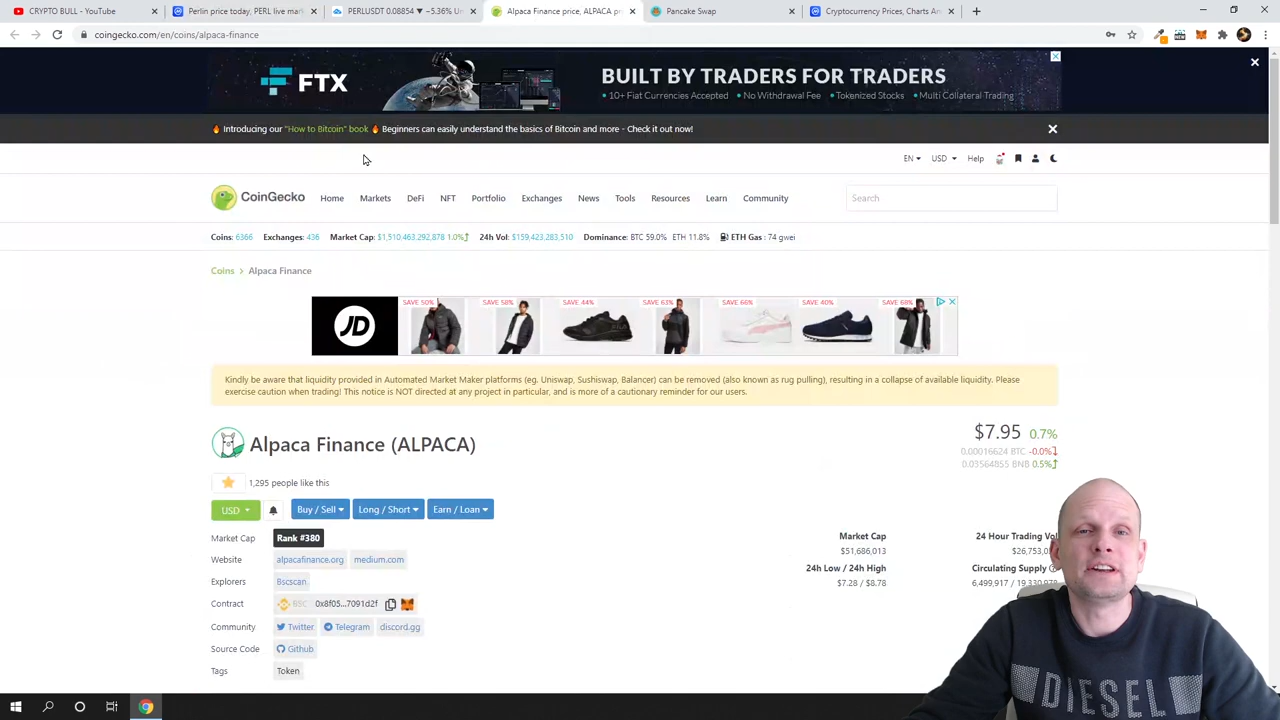 CRYPTO BULL - YouTube
Perlin price today, PERL live mar
PERLUSDT 0.08854 ▼ −5.36% Un
Alpaca Finance price, ALPACA pr
Pancake Swap
Cryptocurrency Prices, Charts An
coingecko.com/en/coins/alpaca-finance
FTX
BUILT BY TRADERS FOR TRADERS
• 10+ Fiat Currencies Accepted • No Withdrawal Fee • Tokenized Stocks • Multi Collateral Trading
Introducing our "How to Bitcoin" book Beginners can easily understand the basics of Bitcoin and more - Check it out now!
EN USD Help
CoinGecko Home Markets DeFi NFT Portfolio Exchanges News Tools Resources Learn Community Search
Coins: 6366 Exchanges: 436 Market Cap: $1,510,463,292,878 1.0% 24h Vol: $159,423,283,510 Dominance: BTC 59.0% ETH 11.8% ETH Gas : 74 gwei
Coins > Alpaca Finance
JD SAVE 50% SAVE 58% SAVE 44% SAVE 63% SAVE 66% SAVE 40% SAVE 68%
Kindly be aware that liquidity provided in Automated Market Maker platforms (eg. Uniswap, Sushiswap, Balancer) can be removed (also known as rug pulling), resulting in a collapse of available liquidity. Please
exercise caution when trading! This notice is NOT directed at any project in particular, and is more of a cautionary reminder for our users.
Alpaca Finance (ALPACA)
$7.95 0.7%
0.00016624 BTC -0.0%
0.03564855 BNB 0.5%
1,295 people like this
USD Buy / Sell Long / Short Earn / Loan
Market Cap Rank #380
Website alpacafinance.org medium.com
Explorers Bscscan
Contract BSC 0x8f05...7091d2f
Community Twitter Telegram discord.gg
Source Code Github
Tags Token
Market Cap
$51,686,013
24h Low / 24h High
$7.28 / $8.78
24 Hour Trading Vol
$26,753,0
Circulating Supply
6,499,917 / 19,330,978
DIESEL